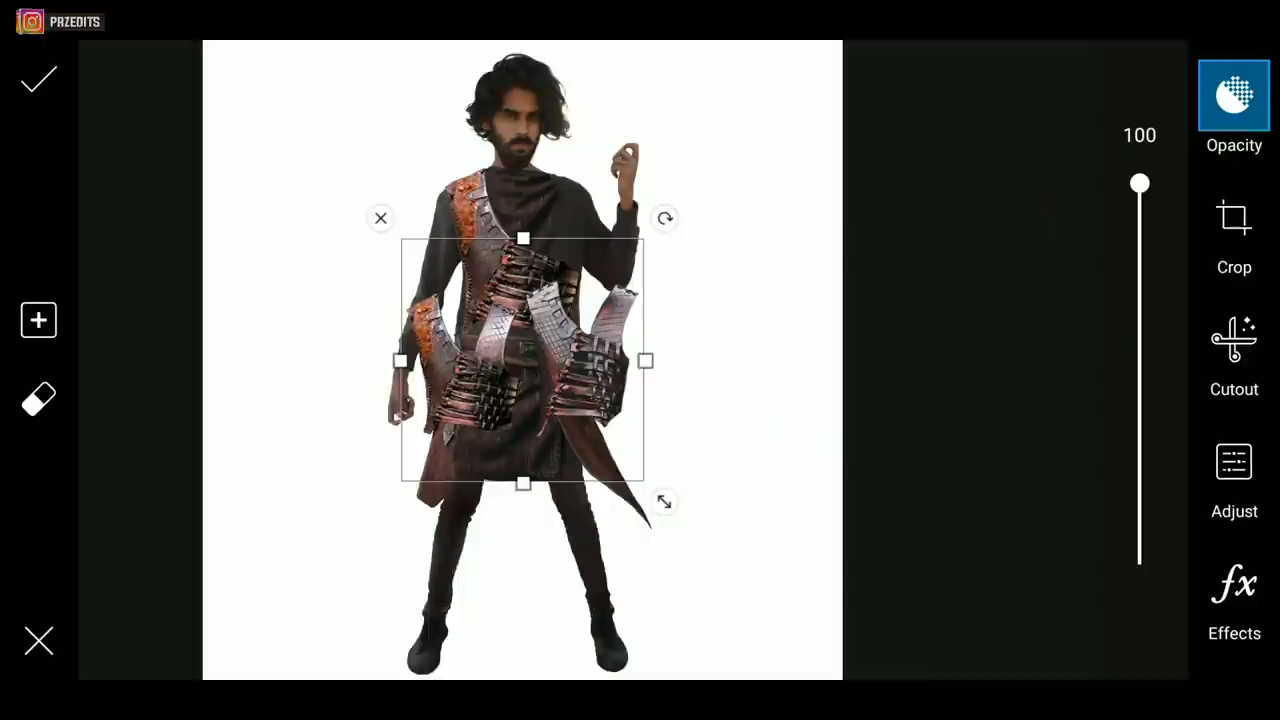 PRZEDITS
100
Opacity
Crop
Cutout
Adjust
fx
Effects